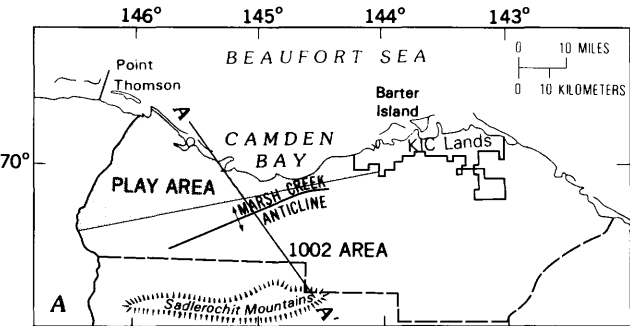 146° A 145° 144° 143°
BEAUFORT SEA
0 10 MILES
0 10 KILOMETERS
Point
Thomson
A
Barter
Island
CAMDEN
BAY
KIC Lands
70°
PLAY AREA
MARSH CREEK
ANTICLINE
1002 AREA
A
Sadlerochit Mountains
A'